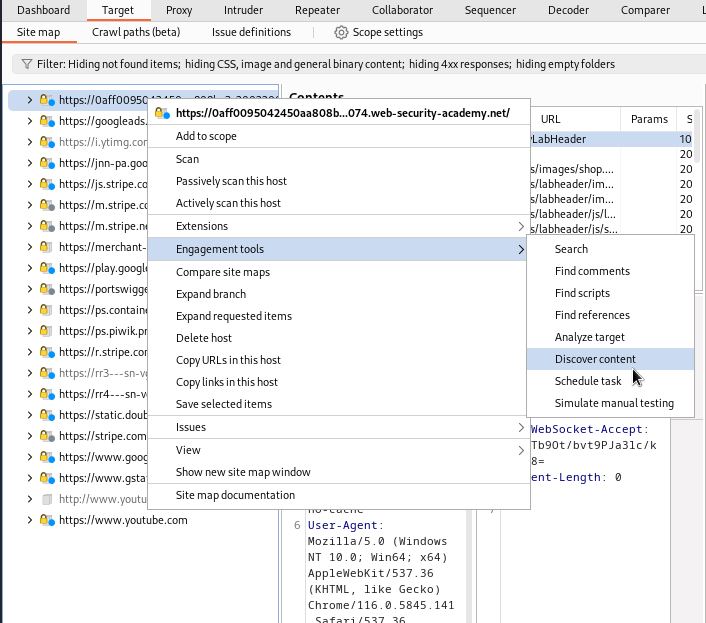 Dashboard Target Proxy Intruder Repeater Collaborator Sequencer Decoder Comparer
Site map Crawl paths (beta) Issue definitions Scope settings
Filter: Hiding not found items; hiding CSS, image and general binary content; hiding 4xx responses; hiding empty folders
https://googleads.
https://i.ytimg.co
https://jnn-pa.goo
https://js.stripe.co
https://m.stripe.co
https://m.stripe.ne
https://merchant-
https://play.google
https://portswigge
https://ps.containe
https://ps.piwik.pr
https://r.stripe.cor
https://rr3---sn-v
https://rr4---sn-v
https://static.doub
https://stripe.com
https://www.goog
https://www.gsta
http://www.youtu
https://www.youtube.com
https://0aff0095042450aa808b...074.web-security-academy.net/
Add to scope
Scan
Passively scan this host
Actively scan this host
Extensions
Engagement tools
Compare site maps
Expand branch
Expand requested items
Delete host
Copy URLs in this host
Copy links in this host
Save selected items
Issues
View
Show new site map window
Site map documentation
URL Params S
LabHeader 10
20
s/images/shop.... 20
s/labheader/im... 20
s/labheader/im... 20
s/labheader/js/l... 20
s/labheader/js/s... 20
Search
Find comments
Find scripts
Find references
Analyze target
Discover content
Schedule task
Simulate manual testing
WebSocket-Accept:
Tb9Ot/bvt9PJa3lc/k
8=
ent-Length: 0
no-cache
6 User-Agent:
Mozilla/5.0 (Windows
NT 10.0; Win64; x64)
AppleWebKit/537.36
(KHTML, like Gecko)
Chrome/116.0.5845.141
Safari/537.36